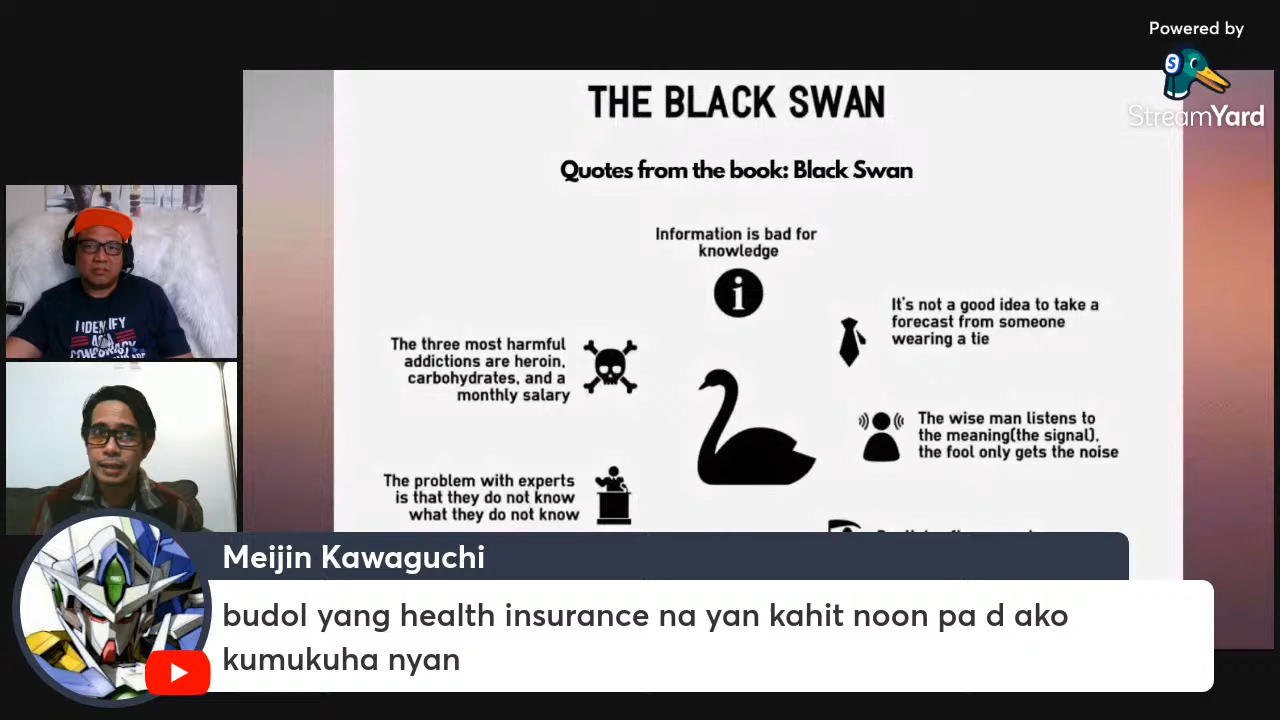 Powered by
StreamYard
THE BLACK SWAN
Quotes from the book: Black Swan
Information is bad for
knowledge
It's not a good idea to take a
forecast from someone
wearing a tie
The three most harmful
addictions are heroin,
carbohydrates, and a
monthly salary
The wise man listens to
the meaning(the signal),
the fool only gets the noise
The problem with experts
is that they do not know
what they do not know
I IDENTIFY
AS A
Meijin Kawaguchi
budol yang health insurance na yan kahit noon pa d ako
kumukuha nyan